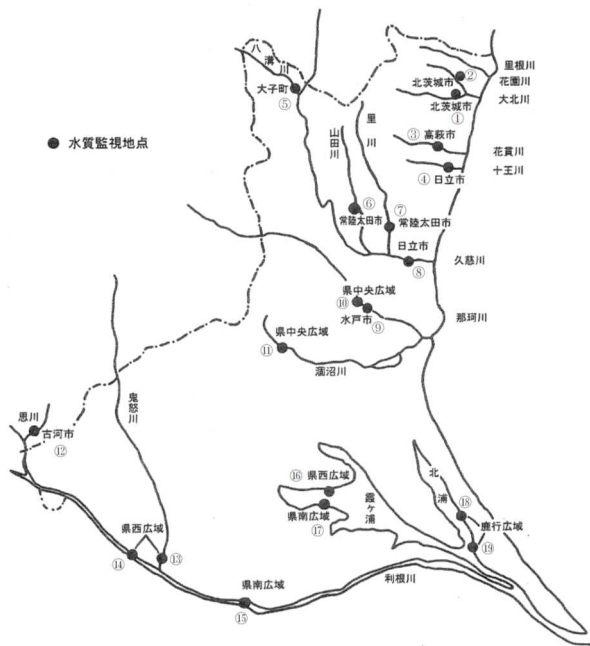 里根川
八溝川
北茨城市
②
花園川
大子町
⑤
北茨城市
①
大北川
山田川
里川
● 水質監視地点
③
高萩市
花貫川
④
日立市
十王川
⑥
常陸太田市
⑦
常陸太田市
日立市
⑧
久慈川
県中央広域
⑩
水戸市
⑨
那珂川
県中央広域
⑪
涸沼川
鬼怒川
思川
古河市
⑫
⑯
県西広域
県南広域
⑰
霞ヶ浦
北浦
⑱
鹿行広域
⑲
県西広域
⑭
⑬
県南広域
⑮
利根川